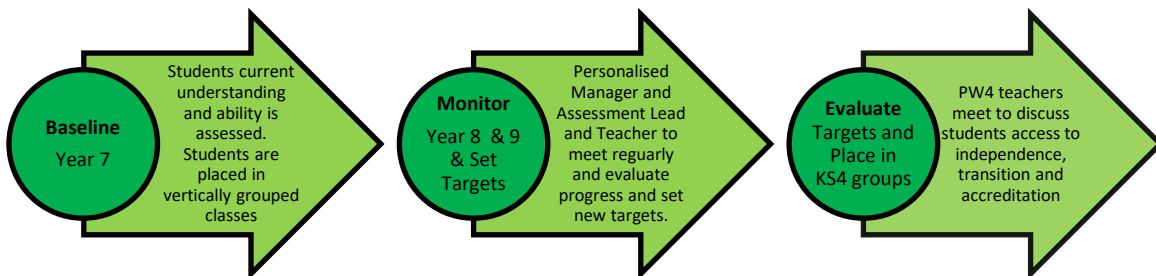 Baseline
Year 7
Students current
understanding
and ability is
assessed.
Students are
placed in
vertically grouped
classes
Monitor
Year 8 & 9
& Set
Targets
Personalised
Manager and
Assessment Lead
and Teacher to
meet reguarly
and evaluate
progress and set
new targets.
Evaluate
Targets and
Place in
KS4 groups
PW4 teachers
meet to discuss
students access to
independence,
transition and
accreditation